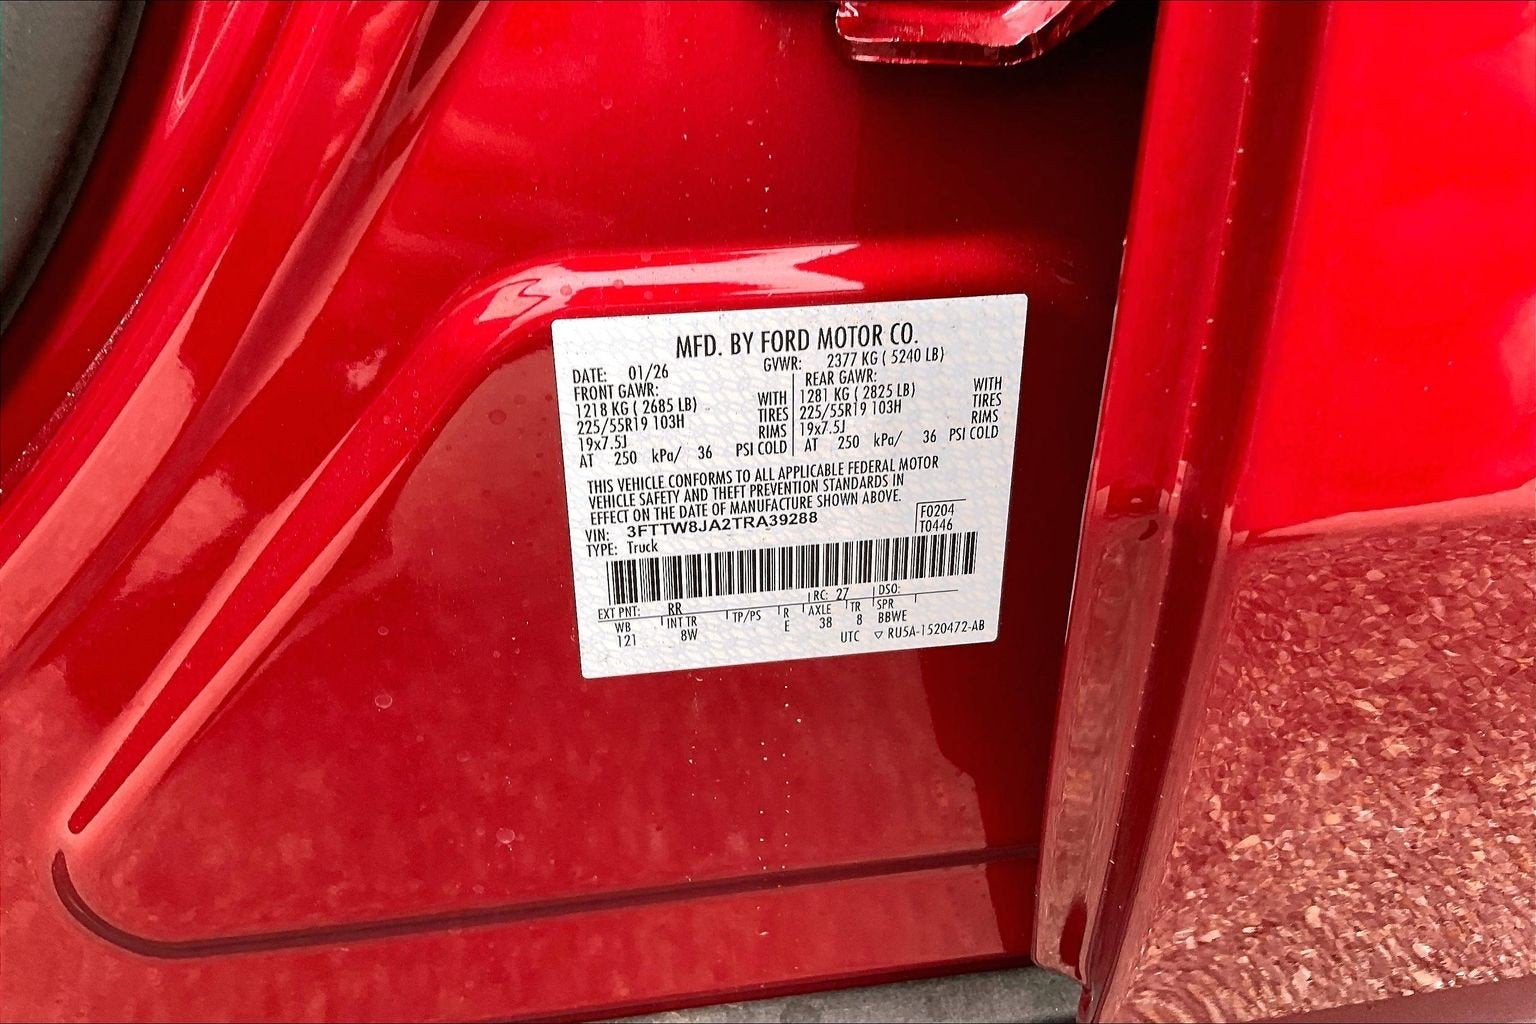 MFD. BY FORD MOTOR CO.
DATE: 01/26 GVWR: 2377 KG ( 5240 LB)
FRONT GAWR: REAR GAWR:
1218 KG ( 2685 LB) WITH 1281 KG ( 2825 LB) WITH
225/55R19 103H TIRES 225/55R19 103H TIRES
19x7.5J RIMS 19x7.5J RIMS
AT 250 kPa/ 36 PSI COLD AT 250 kPa/ 36 PSI COLD
THIS VEHICLE CONFORMS TO ALL APPLICABLE FEDERAL MOTOR
VEHICLE SAFETY AND THEFT PREVENTION STANDARDS IN
EFFECT ON THE DATE OF MANUFACTURE SHOWN ABOVE.
VIN: 3FTTW8JA2TRA39288 F0204
TYPE: Truck T0446
EXT PNT: RR RC: 27 DSO:
WB INT TR TP/PS R AXLE TR SPR
121 8W E 38 8 BBWE
UTC ▽ RU5A-1520472-AB